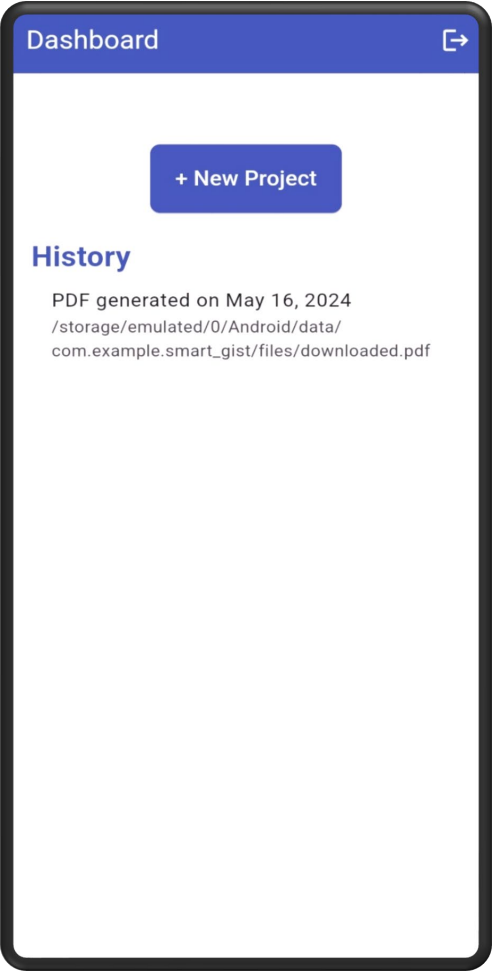 Dashboard
+ New Project
History
PDF generated on May 16, 2024
/storage/emulated/0/Android/data/
com.example.smart_gist/files/downloaded.pdf